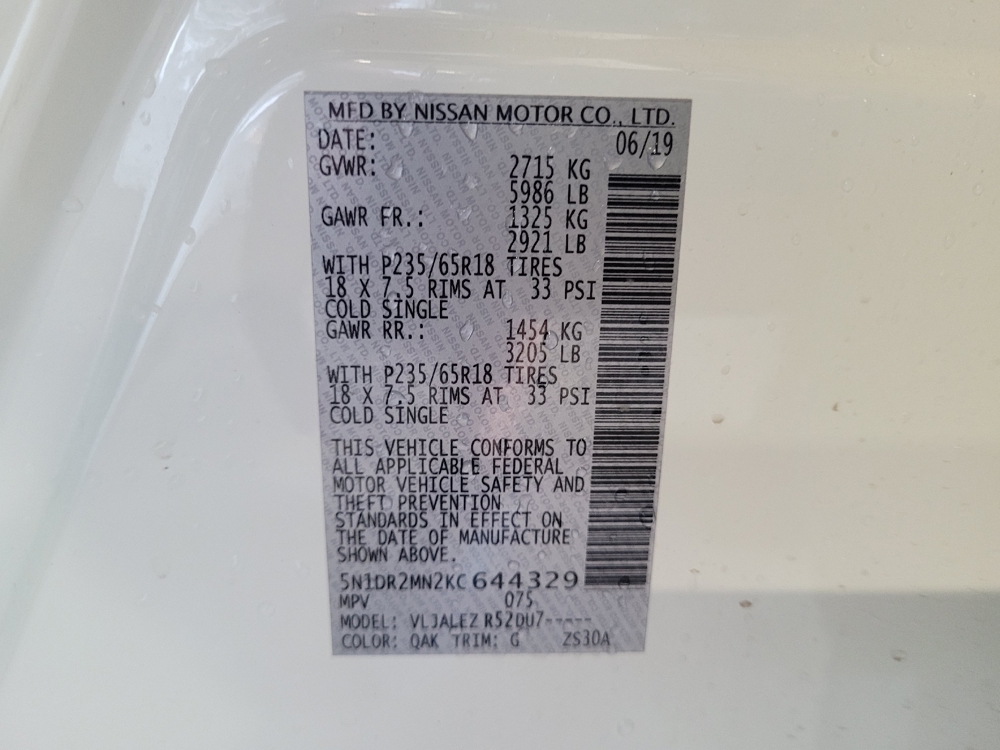 MFD BY NISSAN MOTOR CO., LTD.
DATE: 06/19
GVWR: 2715 KG
5986 LB
GAWR FR.: 1325 KG
2921 LB
WITH P235/65R18 TIRES
18 X 7.5 RIMS AT 33 PSI
COLD SINGLE
GAWR RR.: 1454 KG
3205 LB
WITH P235/65R18 TIRES
18 X 7.5 RIMS AT 33 PSI
COLD SINGLE
THIS VEHICLE CONFORMS TO
ALL APPLICABLE FEDERAL
MOTOR VEHICLE SAFETY AND
THEFT PREVENTION
STANDARDS IN EFFECT ON
THE DATE OF MANUFACTURE
SHOWN ABOVE.
5N1DR2MN2KC644329
MPV 075
MODEL: VLJALEZ R52DU7-----
COLOR: QAK TRIM: G ZS30A